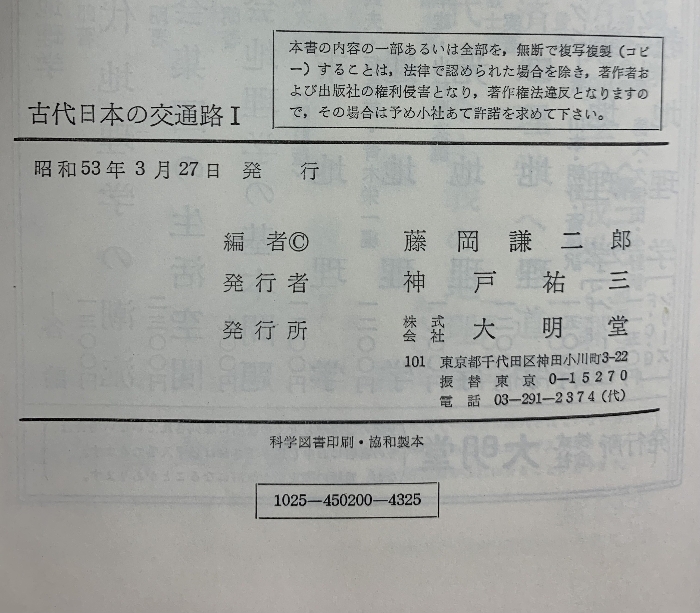 本書の内容の一部あるいは全部を，無断で複写複製（コピ
ー）することは，法律で認められた場合を除き，著作者お
よび出版社の権利侵害となり，著作権法違反となりますの
で，その場合は予め小社あて許諾を求めて下さい。
古代日本の交通路 I
昭和53年3月27日 発行
編者© 藤岡謙二郎
発行者 神戸祐三
発行所 株式会社 大明堂
101 東京都千代田区神田小川町3-22
振替東京 0—15270
電話 03—291—2374（代）
科学図書印刷・協和製本
1025—450200—4325